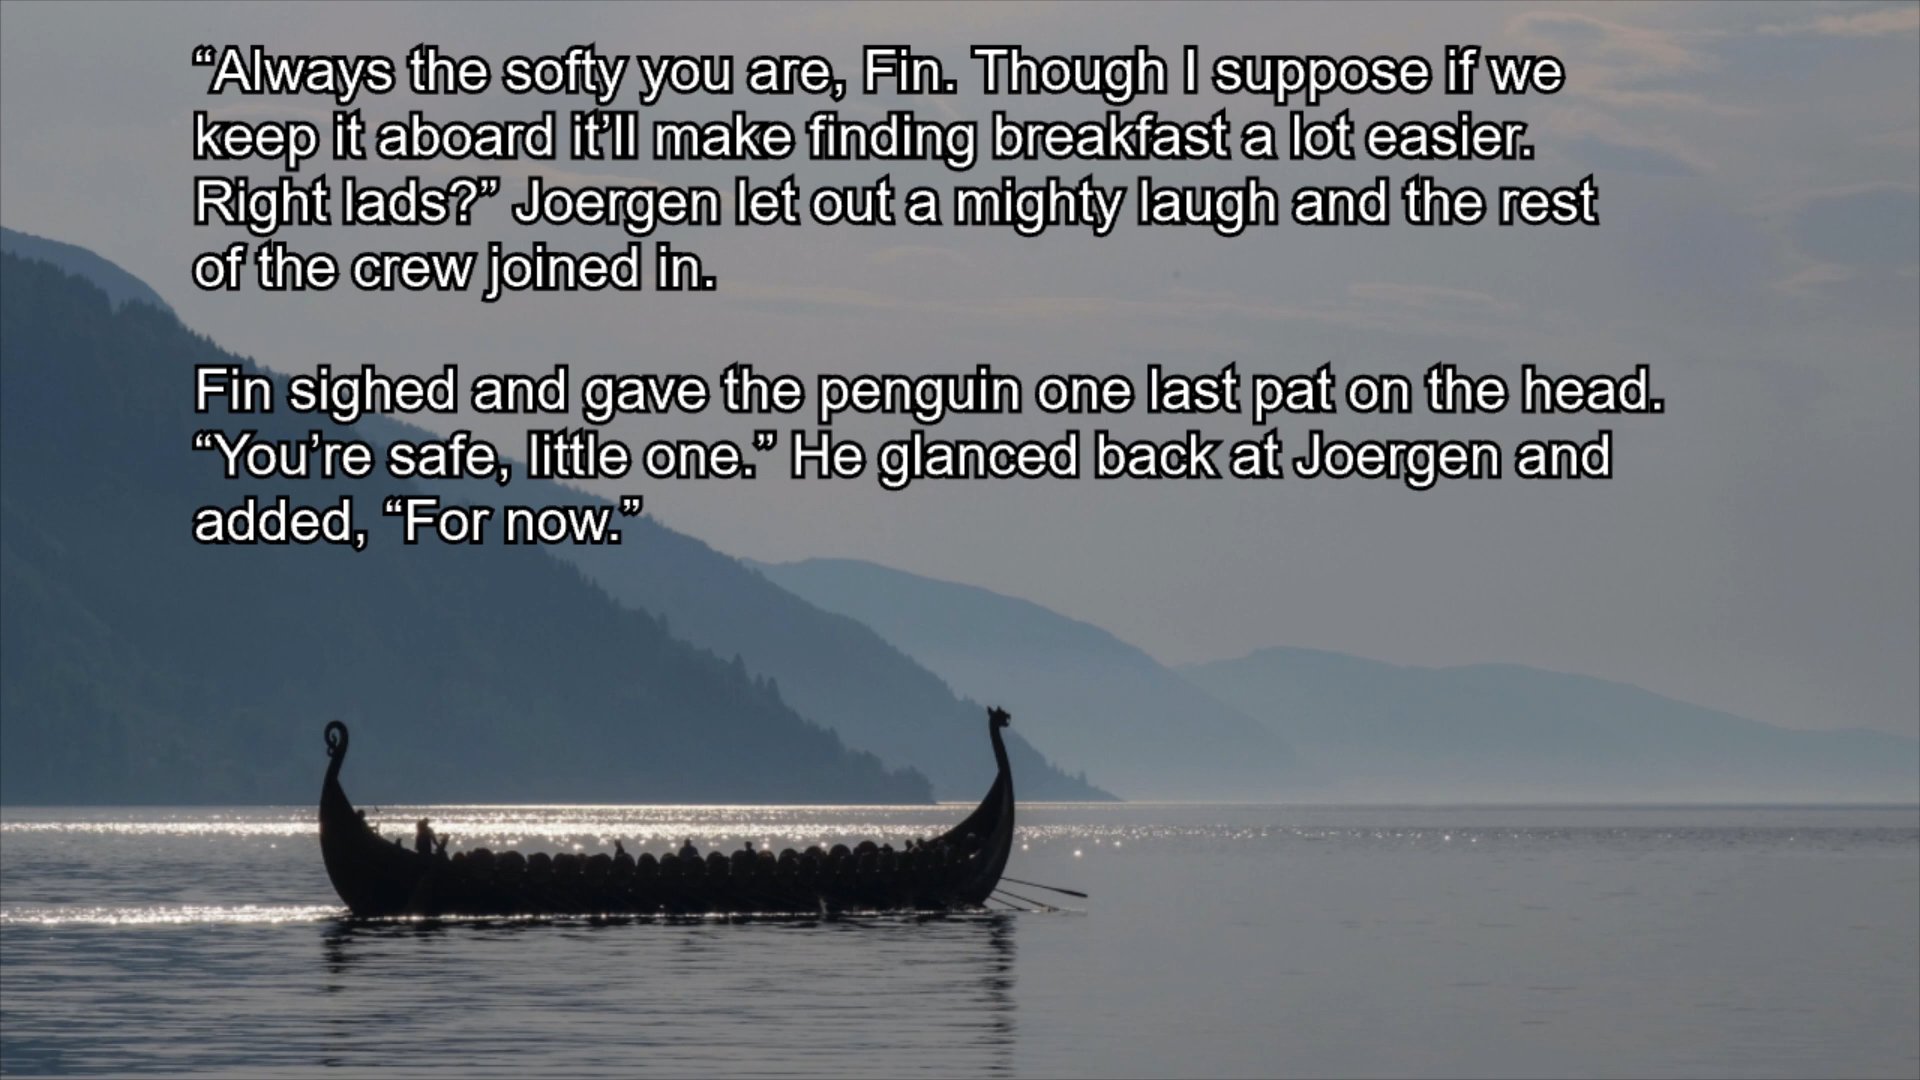 “Always the softy you are, Fin. Though I suppose if we
keep it aboard it’ll make finding breakfast a lot easier.
Right lads?” Joergen let out a mighty laugh and the rest
of the crew joined in.
Fin sighed and gave the penguin one last pat on the head.
“You’re safe, little one.” He glanced back at Joergen and
added, “For now.”